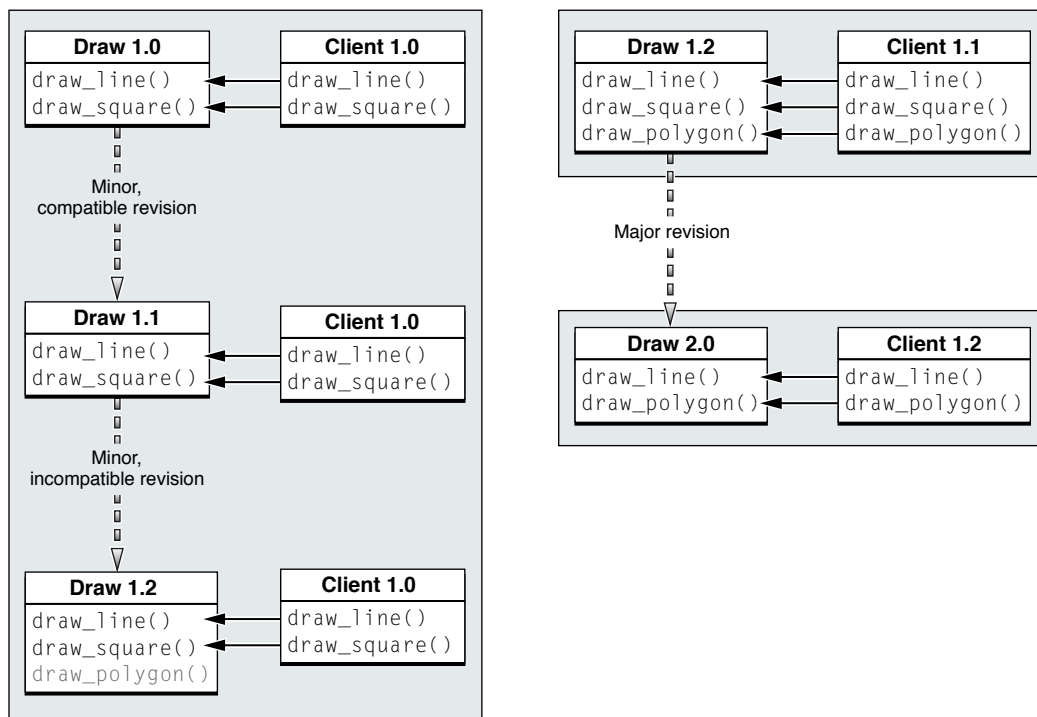 Draw 1.0
draw_line()
draw_square()
Client 1.0
draw_line()
draw_square()
Minor,
compatible revision
Draw 1.1
draw_line()
draw_square()
Client 1.0
draw_line()
draw_square()
Minor,
incompatible revision
Draw 1.2
draw_line()
draw_square()
draw_polygon()
Client 1.0
draw_line()
draw_square()
Draw 1.2
draw_line()
draw_square()
draw_polygon()
Client 1.1
draw_line()
draw_square()
draw_polygon()
Major revision
Draw 2.0
draw_line()
draw_polygon()
Client 1.2
draw_line()
draw_polygon()